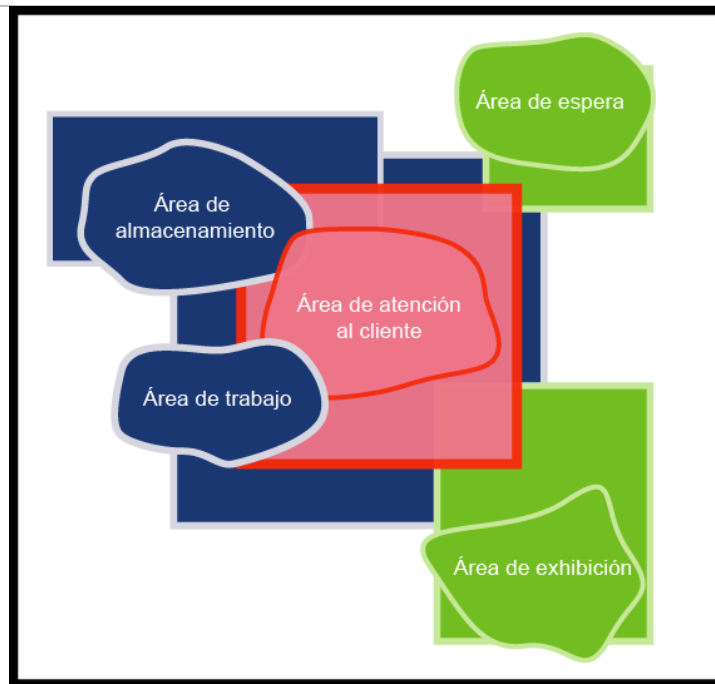 Área de espera
Área de
almacenamiento
Área de atención
al cliente
Área de trabajo
Área de exhibición